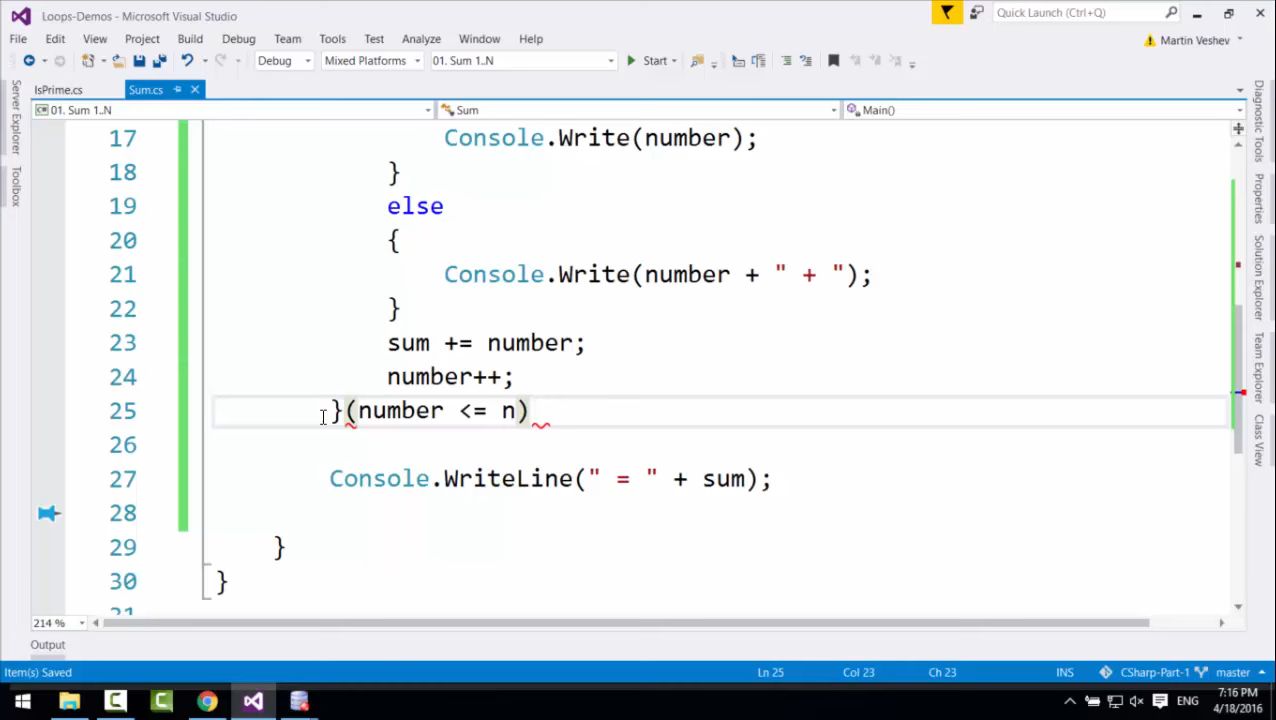 Loops-Demos - Microsoft Visual Studio
Quick Launch (Ctrl+Q)
File Edit View Project Build Debug Team Tools Test Analyze Window Help
Martin Veshev
Debug Mixed Platforms 01. Sum 1..N Start
IsPrime.cs Sum.cs
01. Sum 1..N Sum Main()
Server Explorer
Toolbox
17 Console.Write(number);
18 }
19 else
20 {
21 Console.Write(number + " + ");
22 }
23 sum += number;
24 number++;
25 }(number <= n)
26
27 Console.WriteLine(" = " + sum);
28
29 }
30 }
31
Diagnostic Tools
Properties
Solution Explorer
Team Explorer
Class View
214 %
Output
Item(s) Saved Ln 25 Col 23 Ch 23 INS CSharp-Part-1 master
ENG
7:16 PM
4/18/2016